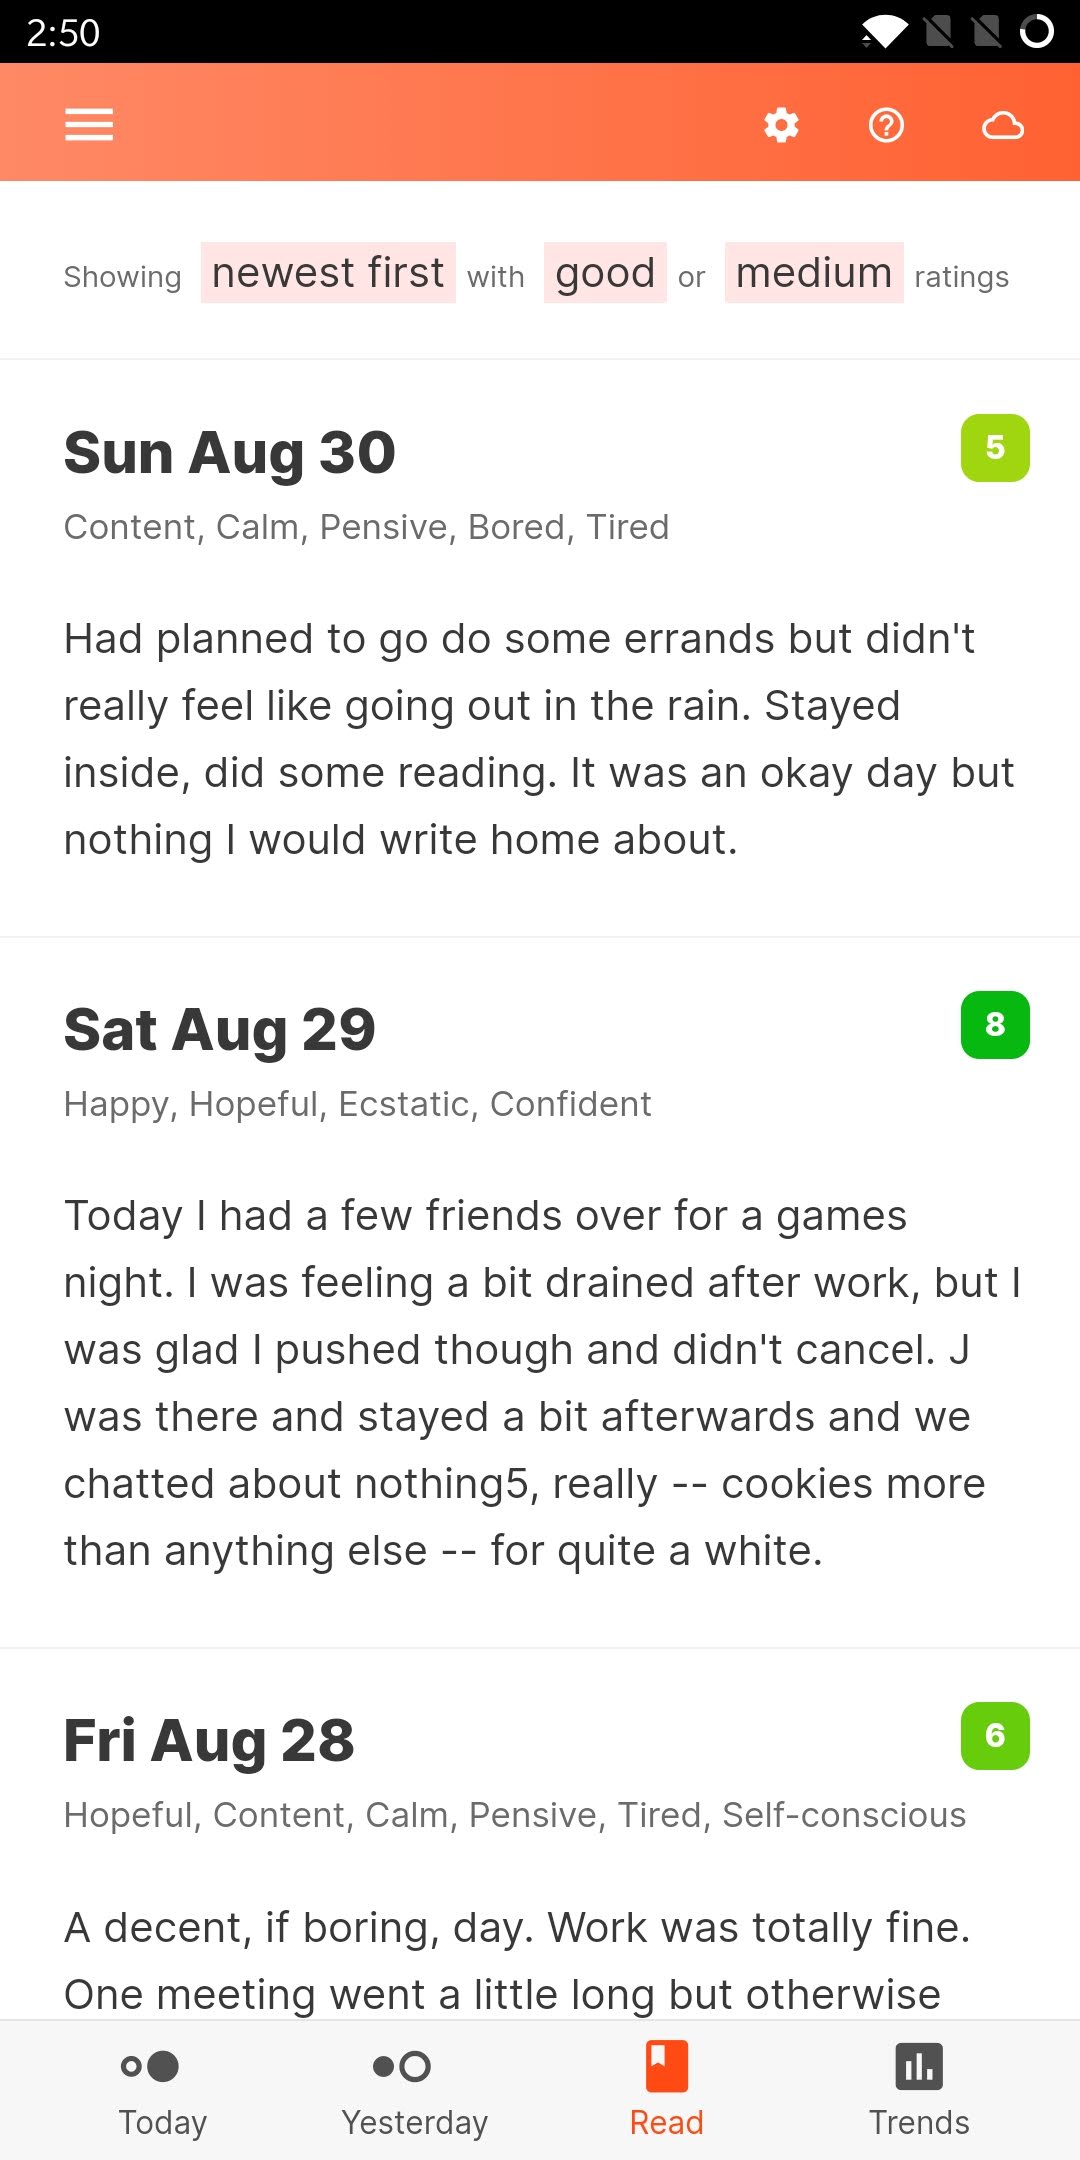 2:50
Showing newest first with good or medium ratings
Sun Aug 30
5
Content, Calm, Pensive, Bored, Tired
Had planned to go do some errands but didn't
really feel like going out in the rain. Stayed
inside, did some reading. It was an okay day but
nothing I would write home about.
Sat Aug 29
8
Happy, Hopeful, Ecstatic, Confident
Today I had a few friends over for a games
night. I was feeling a bit drained after work, but I
was glad I pushed though and didn't cancel. J
was there and stayed a bit afterwards and we
chatted about nothing5, really -- cookies more
than anything else -- for quite a white.
Fri Aug 28
6
Hopeful, Content, Calm, Pensive, Tired, Self-conscious
A decent, if boring, day. Work was totally fine.
One meeting went a little long but otherwise
Today Yesterday Read Trends